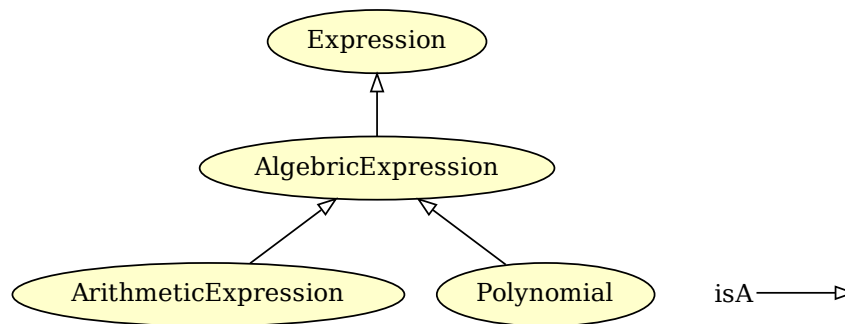 Expression
AlgebricExpression
ArithmeticExpression
Polynomial
isA